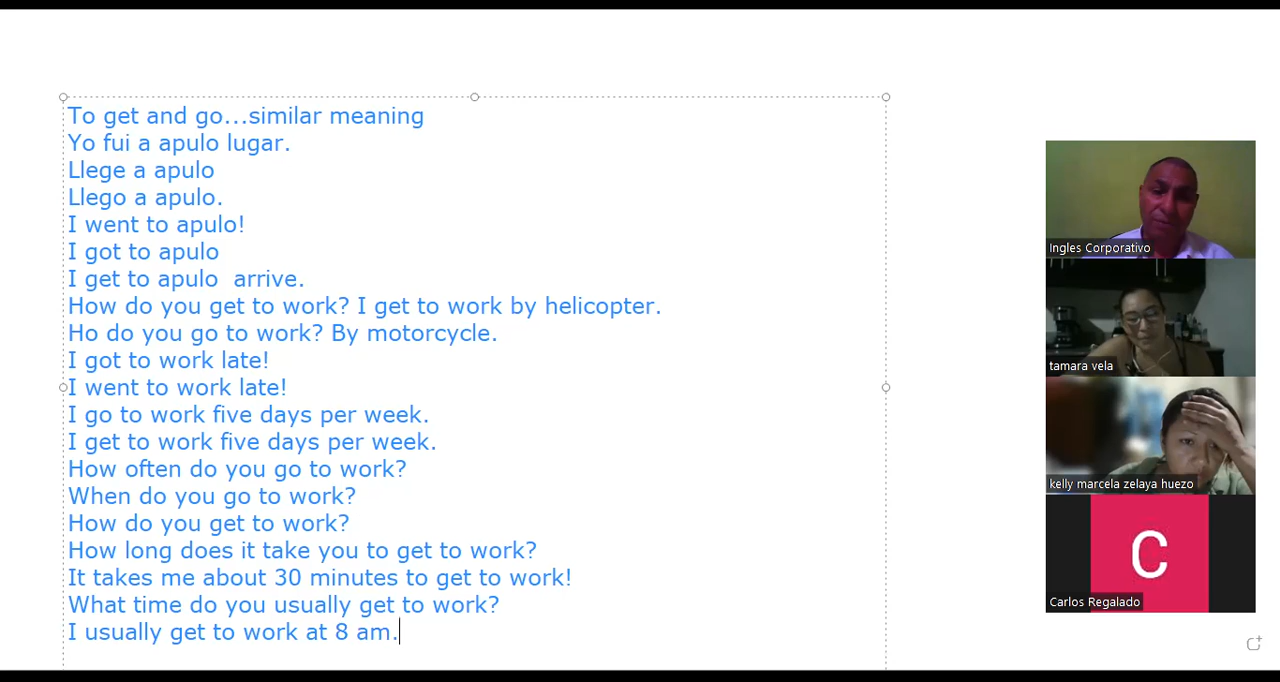 To get and go...similar meaning
Yo fui a apulo lugar.
Llege a apulo
Llego a apulo.
I went to apulo!
I got to apulo
I get to apulo  arrive.
How do you get to work? I get to work by helicopter.
Ho do you go to work? By motorcycle.
I got to work late!
I went to work late!
I go to work five days per week.
I get to work five days per week.
How often do you go to work?
When do you go to work?
How do you get to work?
How long does it take you to get to work?
It takes me about 30 minutes to get to work!
What time do you usually get to work?
I usually get to work at 8 am.
Ingles Corporativo
tamara vela
kelly marcela zelaya huezo
C
Carlos Regalado